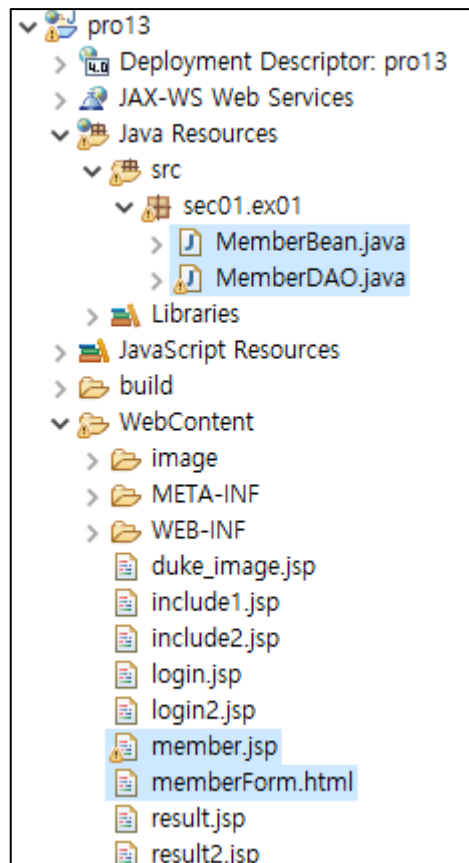 pro13
Deployment Descriptor: pro13
JAX-WS Web Services
Java Resources
src
sec01.ex01
MemberBean.java
MemberDAO.java
Libraries
JavaScript Resources
build
WebContent
image
META-INF
WEB-INF
duke_image.jsp
include1.jsp
include2.jsp
login.jsp
login2.jsp
member.jsp
memberForm.html
result.jsp
result2.jsp